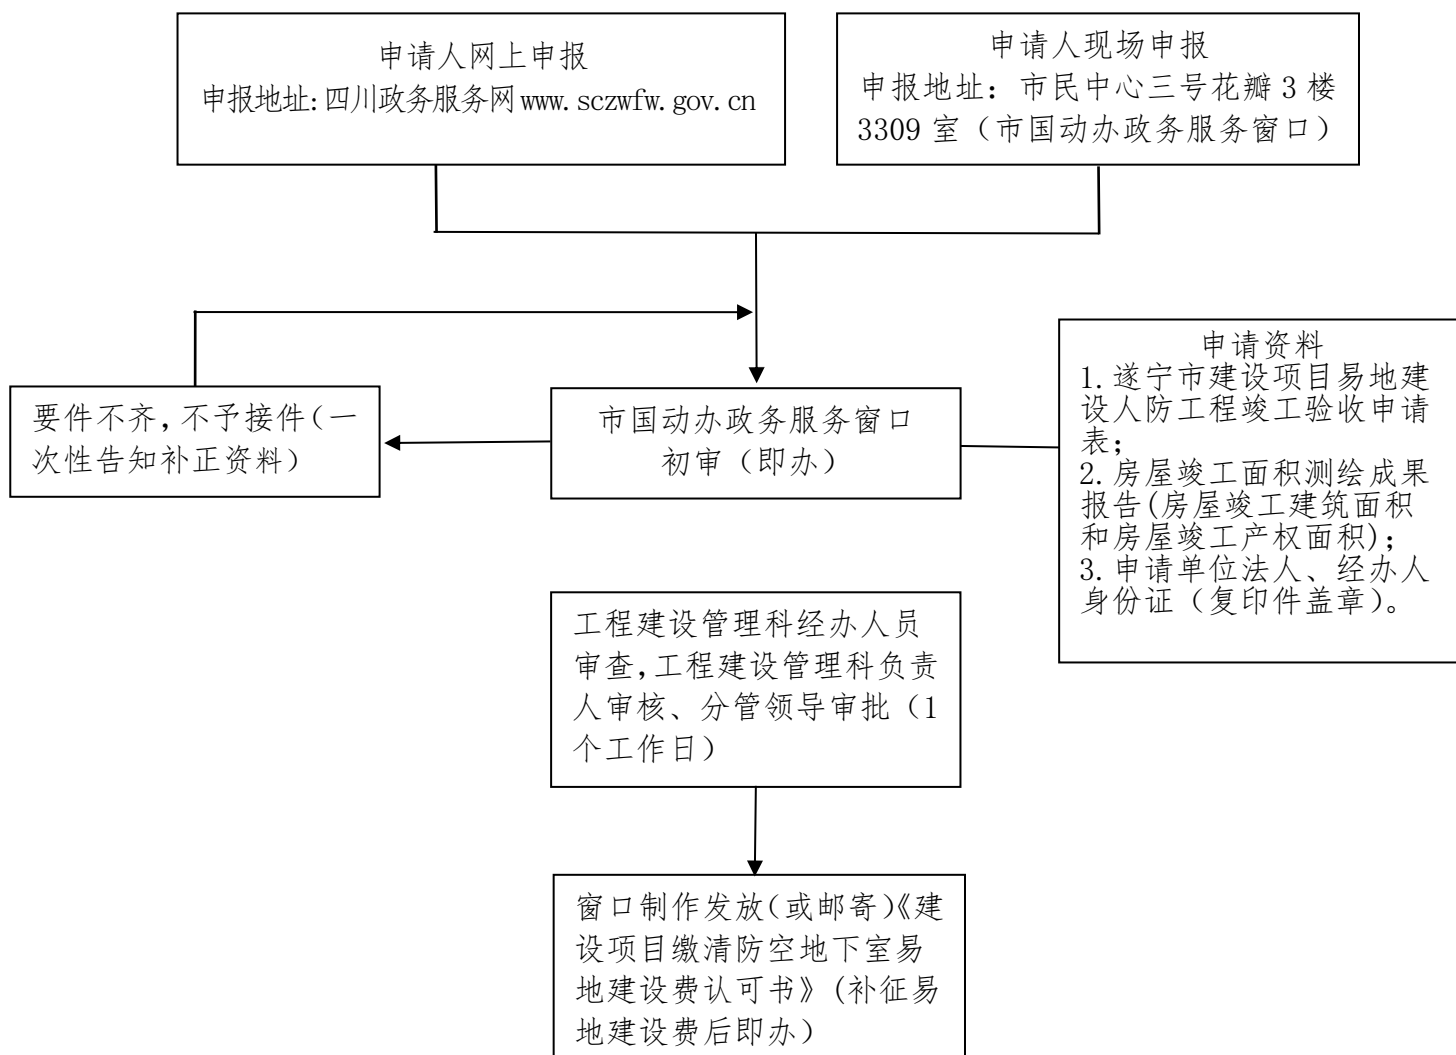 申请人网上申报
申报地址:四川政务服务网www.sczwfw.gov.cn
申请人现场申报
申报地址：市民中心三号花瓣3楼
3309室（市国动办政务服务窗口）
要件不齐,不予接件(一
次性告知补正资料）
市国动办政务服务窗口
初审（即办）
申请资料
1.遂宁市建设项目易地建
设人防工程竣工验收申请
表；
2.房屋竣工面积测绘成果
报告(房屋竣工建筑面积
和房屋竣工产权面积)；
3.申请单位法人、经办人
身份证（复印件盖章）。
工程建设管理科经办人员
审查,工程建设管理科负责
人审核、分管领导审批（1
个工作日）
窗口制作发放(或邮寄)《建
设项目缴清防空地下室易
地建设费认可书》(补征易
地建设费后即办）